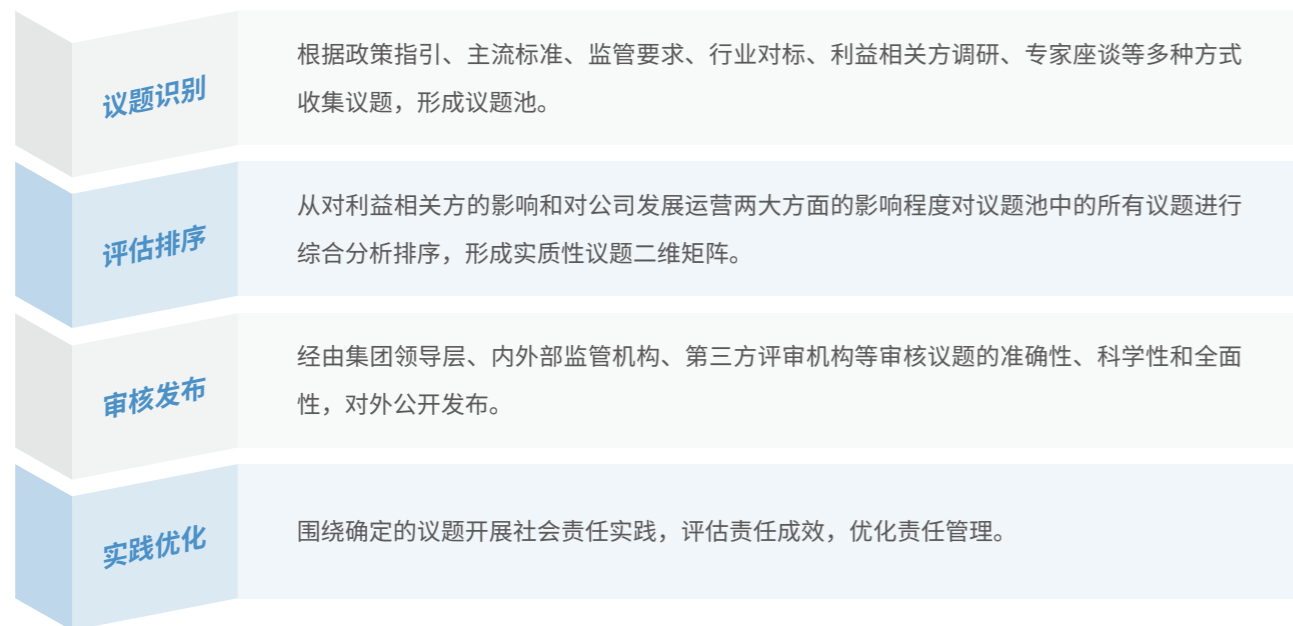 议题识别
根据政策指引、主流标准、监管要求、行业对标、利益相关方调研、专家座谈等多种方式
收集议题，形成议题池。
评估排序
从对利益相关方的影响和对公司发展运营两大方面的影响程度对议题池中的所有议题进行
综合分析排序，形成实质性议题二维矩阵。
审核发布
经由集团领导层、内外部监管机构、第三方评审机构等审核议题的准确性、科学性和全面
性，对外公开发布。
实践优化
围绕确定的议题开展社会责任实践，评估责任成效，优化责任管理。